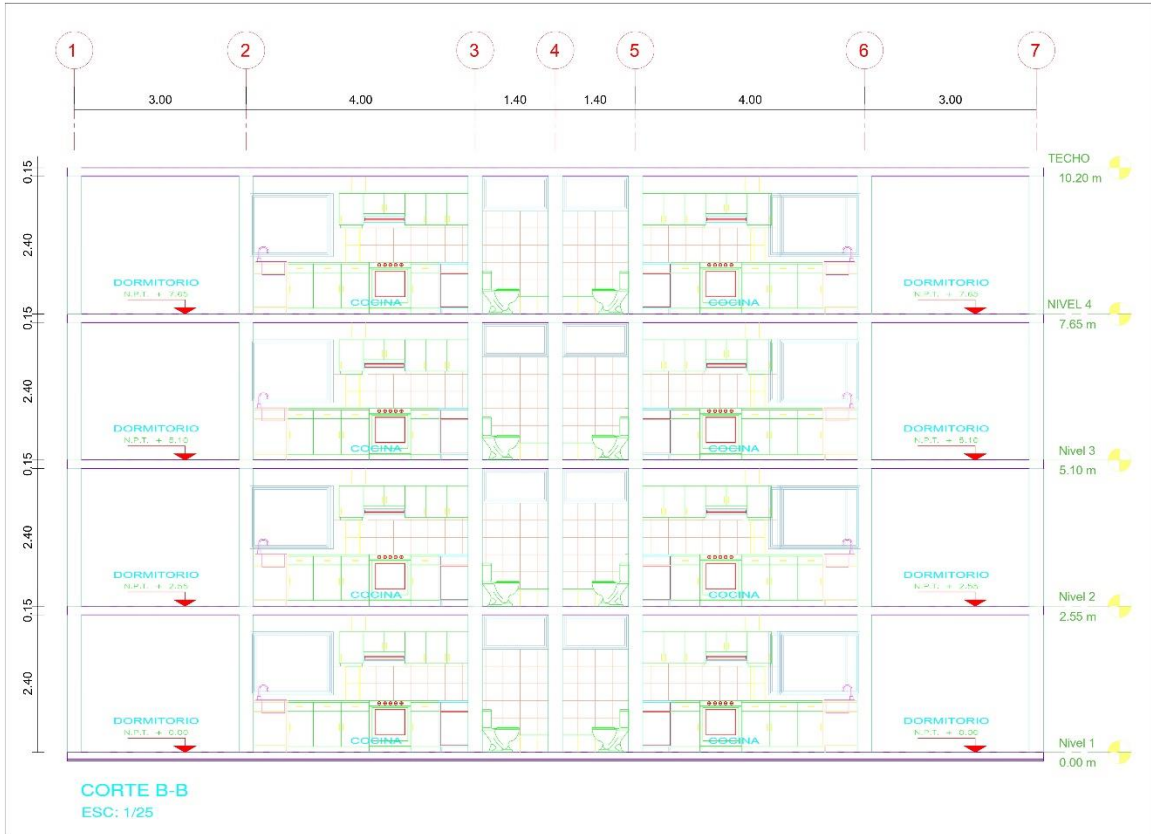 1 2 3 4 5 6 7
3.00 4.00 1.40 1.40 4.00 3.00
0.15
TECHO
10.20 m
2.40
DORMITORIO DORMITORIO
N.P.T. + 7.65 N.P.T. + 7.65
COCINA COCINA
0.15
NIVEL 4
7.65 m
2.40
DORMITORIO DORMITORIO
N.P.T. + 5.10 N.P.T. + 5.10
COCINA COCINA
0.15
Nivel 3
5.10 m
2.40
DORMITORIO DORMITORIO
N.P.T. + 2.55 N.P.T. + 2.55
COCINA COCINA
0.15
Nivel 2
2.55 m
2.40
DORMITORIO DORMITORIO
N.P.T. + 0.00 N.P.T. + 0.00
COCINA COCINA
Nivel 1
0.00 m
CORTE B-B
ESC: 1/25